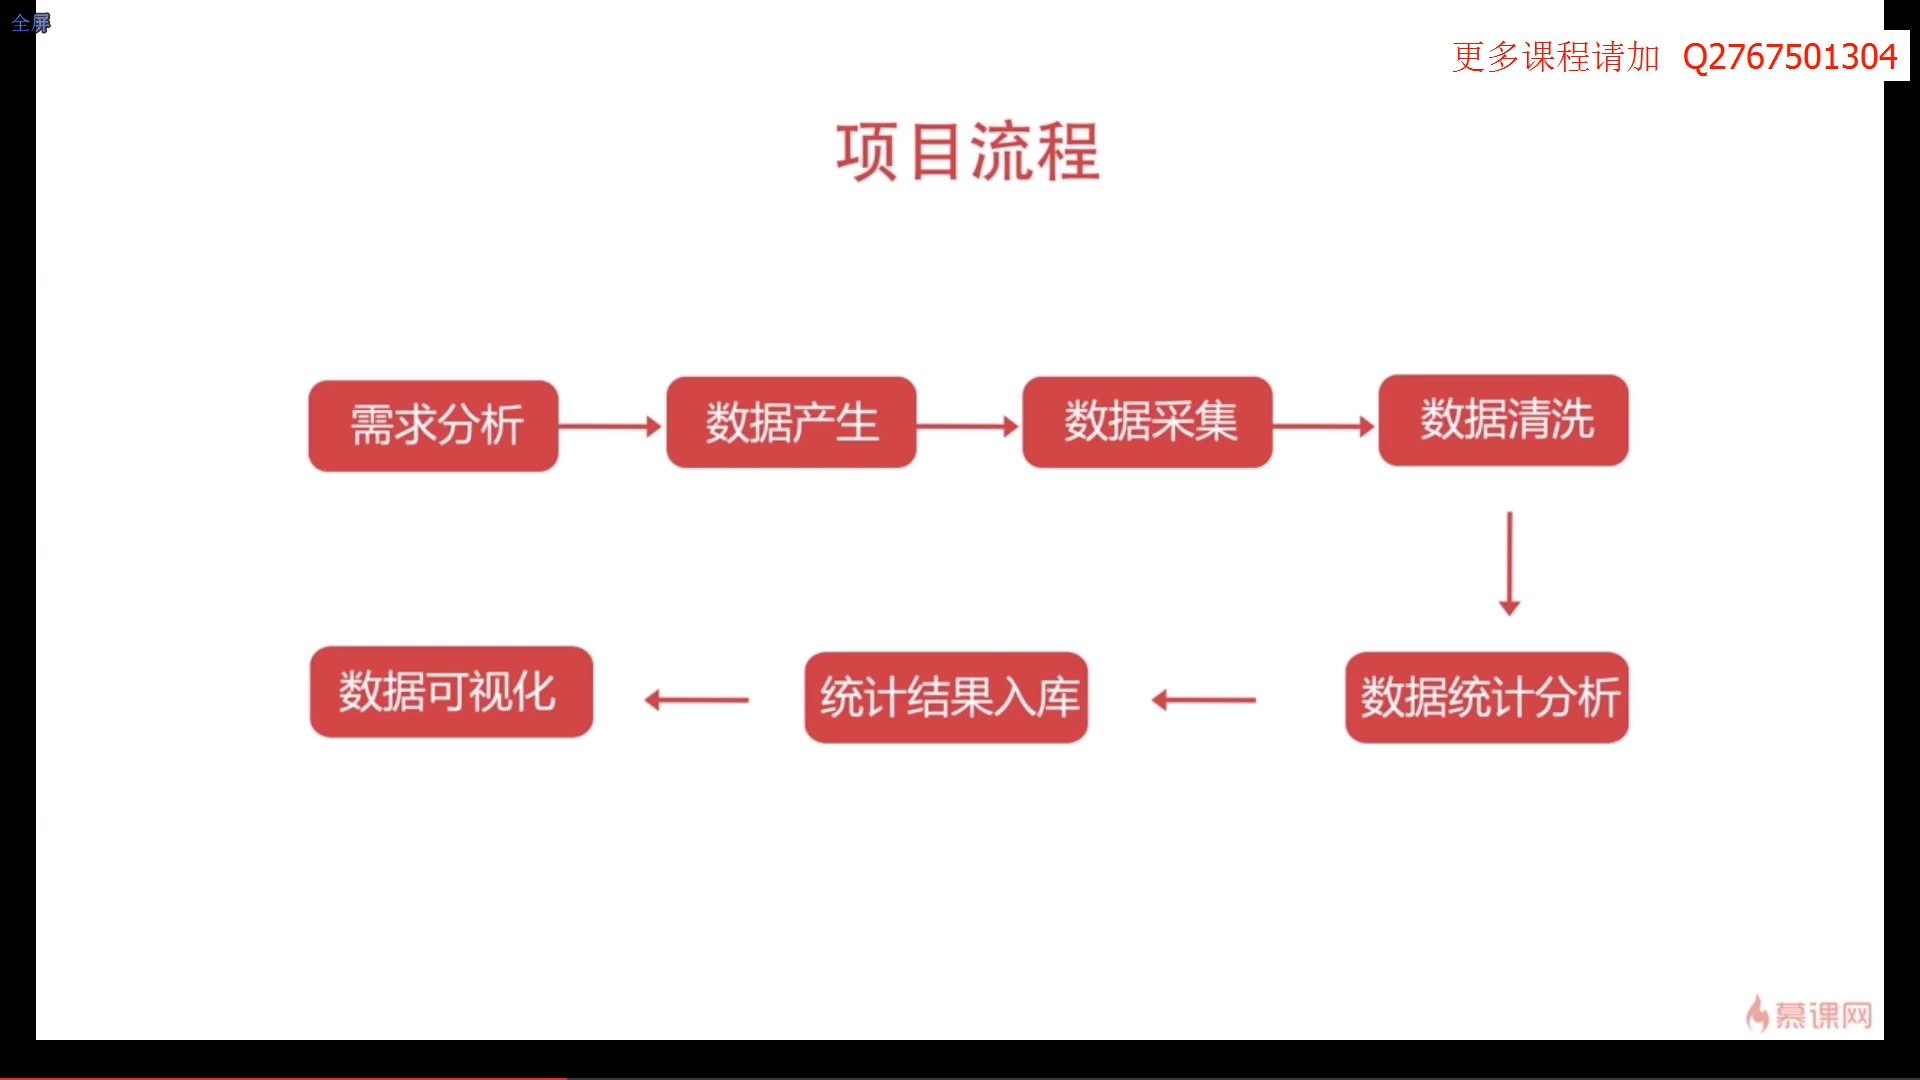 全屏
更多课程请加 Q2767501304
项目流程
需求分析
数据产生
数据采集
数据清洗
数据统计分析
统计结果入库
数据可视化
慕课网